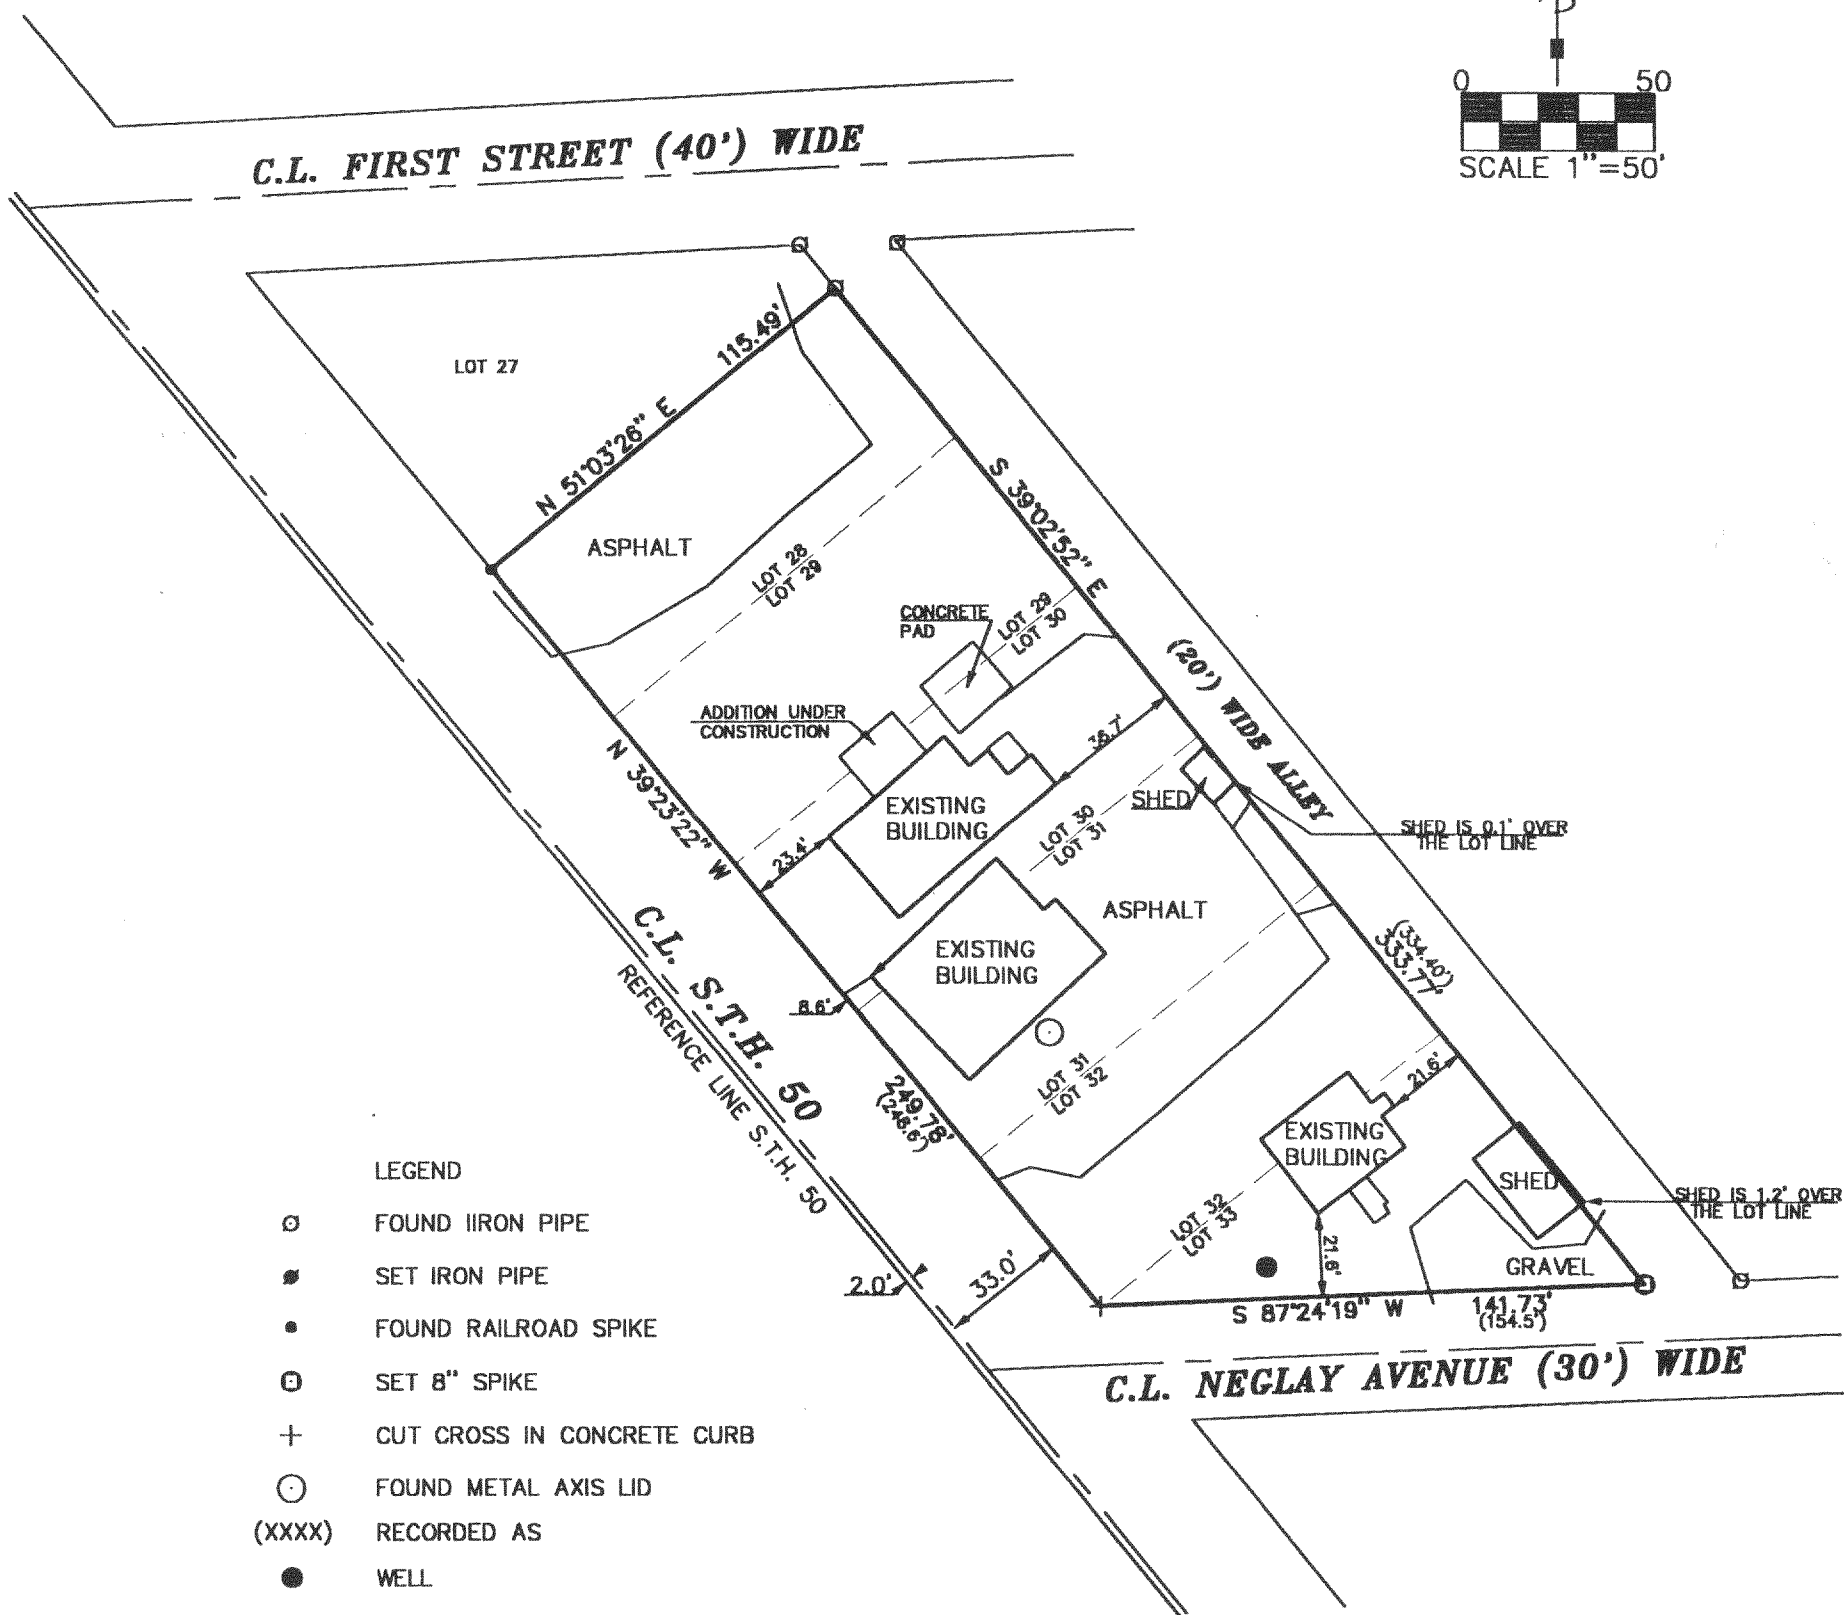 0 50
SCALE 1"=50'
C.L. FIRST STREET (40') WIDE
LOT 27
115.49'
N 51°03'26" E
ASPHALT
LOT 28
LOT 29
S 39°02'52" E
CONCRETE
PAD
LOT 29
LOT 30
(20') WIDE ALLEY
ADDITION UNDER
CONSTRUCTION
N 39°23'22" W
36.7'
EXISTING
BUILDING
23.4'
SHED
LOT 30
LOT 31
SHED IS 0.1' OVER
THE LOT LINE
ASPHALT
EXISTING
BUILDING
(334.40')
333.77'
8.6'
C.L. S.T.H. 50
REFERENCE LINE S.T.H. 50
249.78'
(248.6')
LOT 31
LOT 32
21.6'
EXISTING
BUILDING
SHED
SHED IS 1.2' OVER
THE LOT LINE
LOT 32
LOT 33
21.6'
GRAVEL
2.0'
33.0'
S 87°24'19" W
141.73'
(154.5')
C.L. NEGLAY AVENUE (30') WIDE
LEGEND
FOUND IIRON PIPE
SET IRON PIPE
FOUND RAILROAD SPIKE
SET 8" SPIKE
CUT CROSS IN CONCRETE CURB
FOUND METAL AXIS LID
(XXXX) RECORDED AS
WELL